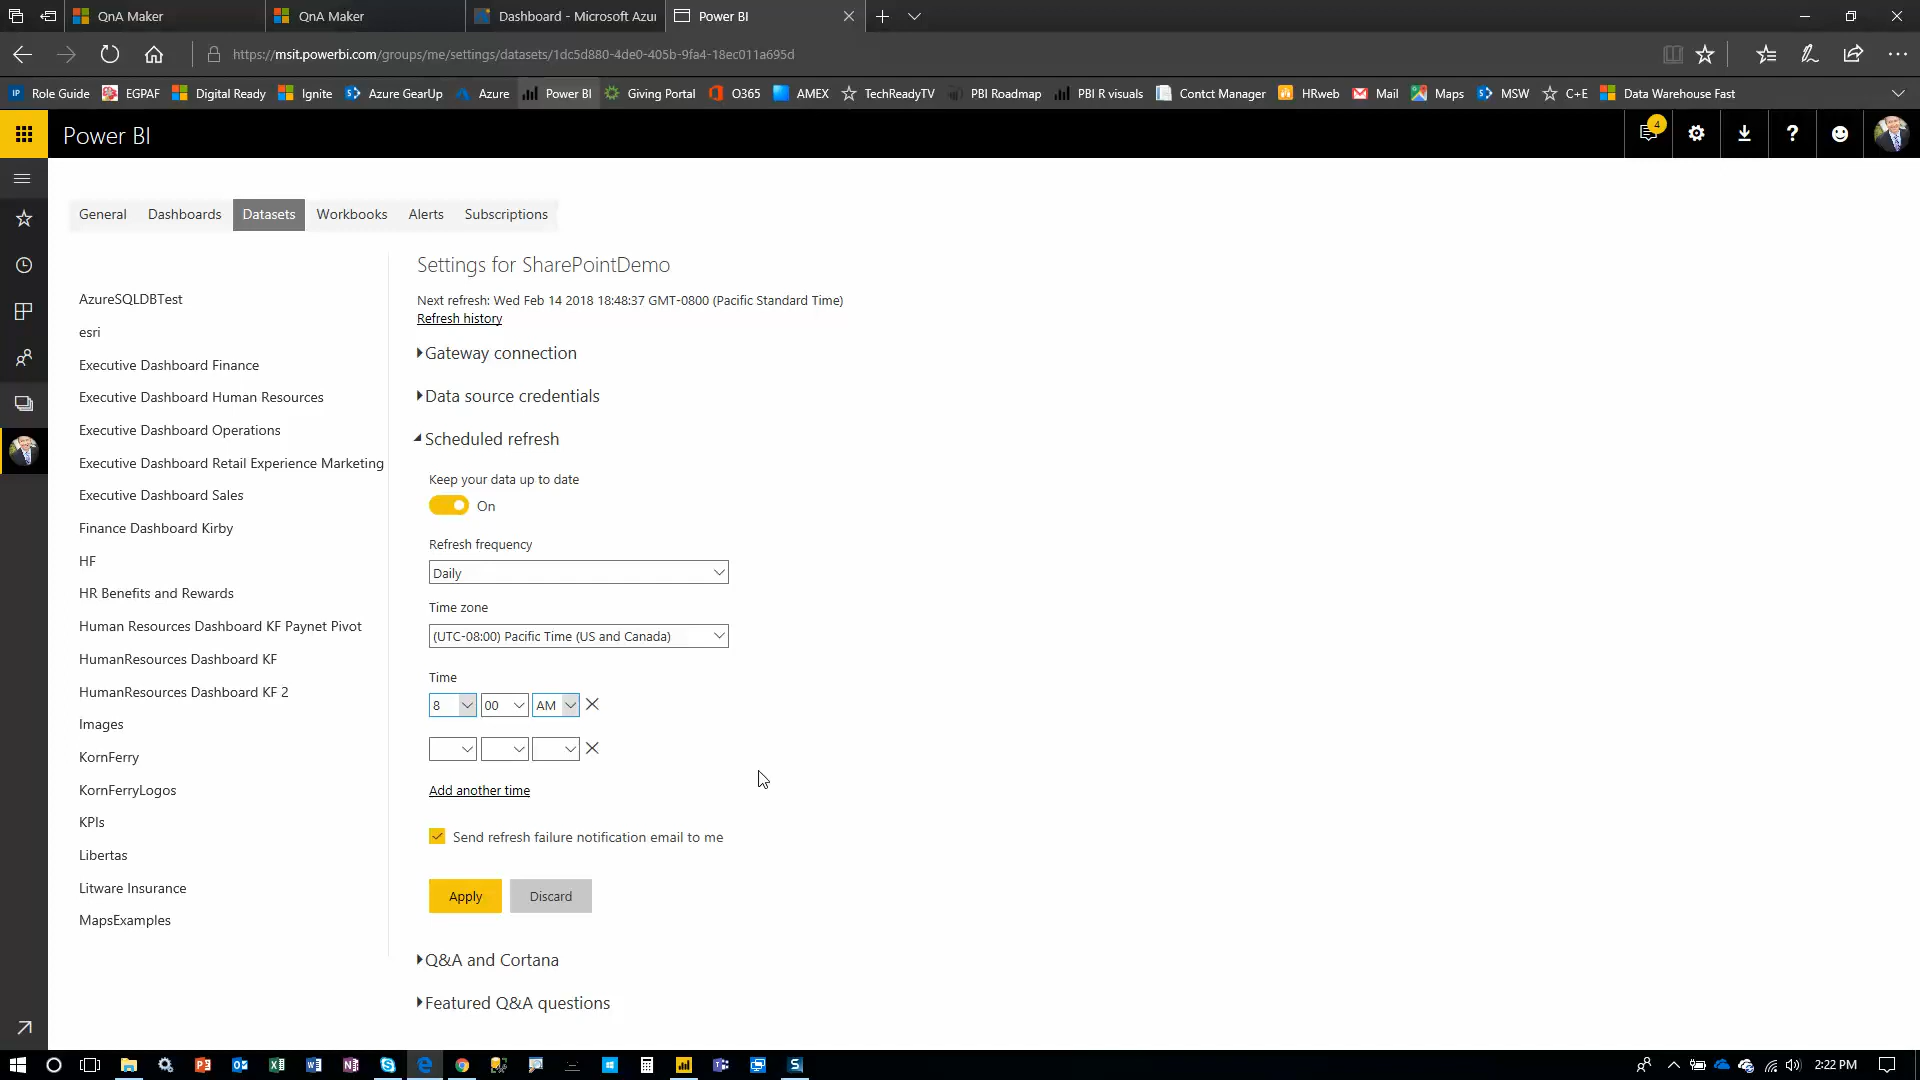 QnA Maker
QnA Maker
Dashboard - Microsoft Azu
Power BI
https://msit.powerbi.com/groups/me/settings/datasets/1dc5d880-4de0-405b-9fa4-18ec011a695d
Role Guide
EGPAF
Digital Ready
Ignite
Azure GearUp
Azure
Power BI
Giving Portal
O365
AMEX
TechReadyTV
PBI Roadmap
PBI R visuals
Contct Manager
HRweb
Mail
Maps
MSW
C+E
Data Warehouse Fast
Power BI
4
General
Dashboards
Datasets
Workbooks
Alerts
Subscriptions
AzureSQLDBTest
esri
Executive Dashboard Finance
Executive Dashboard Human Resources
Executive Dashboard Operations
Executive Dashboard Retail Experience Marketing
Executive Dashboard Sales
Finance Dashboard Kirby
HF
HR Benefits and Rewards
Human Resources Dashboard KF Paynet Pivot
HumanResources Dashboard KF
HumanResources Dashboard KF 2
Images
KornFerry
KornFerryLogos
KPIs
Libertas
Litware Insurance
MapsExamples
Settings for SharePointDemo
Next refresh: Wed Feb 14 2018 18:48:37 GMT-0800 (Pacific Standard Time)
Refresh history
Gateway connection
Data source credentials
Scheduled refresh
Keep your data up to date
On
Refresh frequency
Daily
Time zone
(UTC-08:00) Pacific Time (US and Canada)
Time
8 00 AM
Add another time
Send refresh failure notification email to me
Apply
Discard
Q&A and Cortana
Featured Q&A questions
2:22 PM